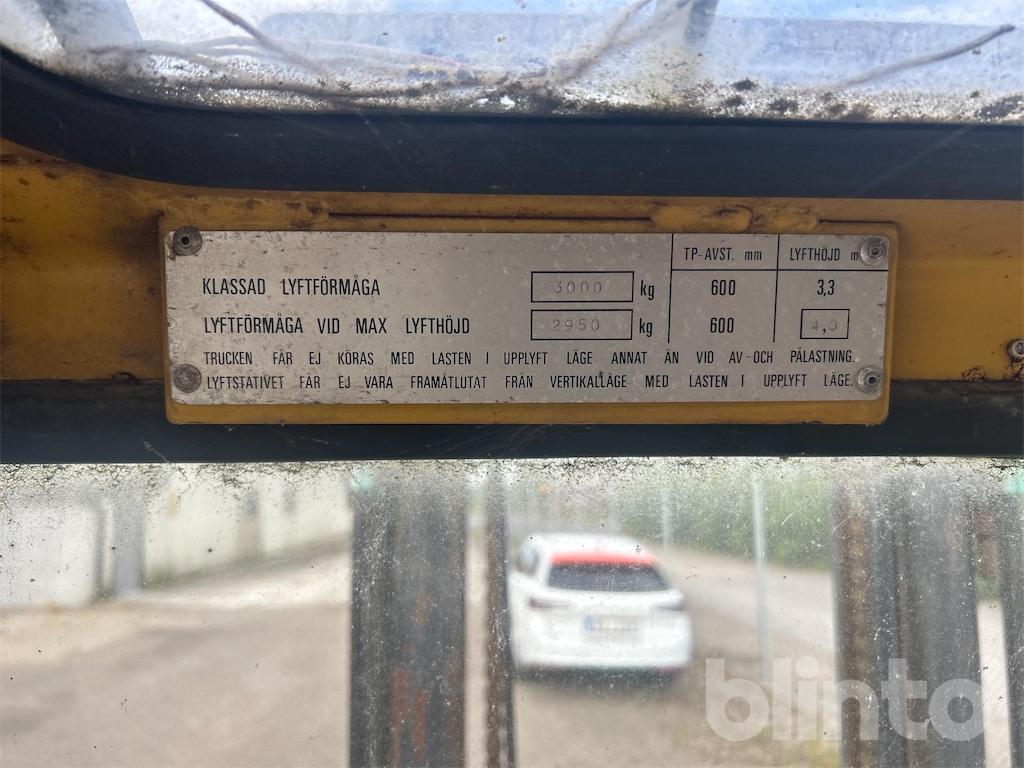 TP-AVST. mm LYFTHÖJD m
KLASSAD LYFTFÖRMÅGA 3000 kg 600 3,3
LYFTFÖRMÅGA VID MAX LYFTHÖJD 2950 kg 600 4,0
TRUCKEN FÅR EJ KÖRAS MED LASTEN I UPPLYFT LÄGE ANNAT ÄN VID AV-OCH PÅLASTNING.
LYFTSTATIVET FÅR EJ VARA FRAMÅTLUTAT FRÅN VERTIKALLÄGE MED LASTEN I UPPLYFT LÄGE.
blinto